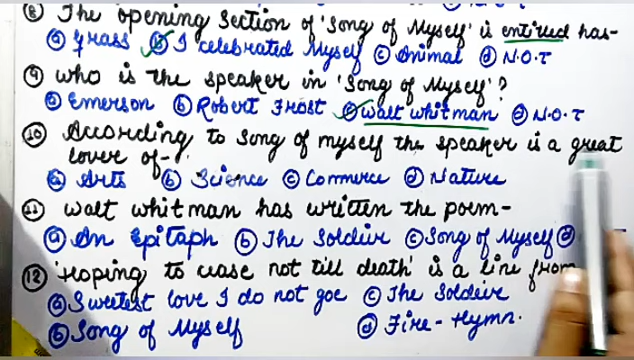 ⑧ The opening section of 'Song of Myself' is entitled has-
ⓐ Grass ⓑ I celebrated Myself ⓒ Animal ⓓ N.O.T
⑨ who is the speaker in 'Song of Myself'?
ⓐ Emerson ⓑ Robert Frost ⓒ walt whitman ⓓ N.O.T
⑩ According to song of myself the speaker is a great
lover of-
ⓐ Arts ⓑ Science ⓒ Commerce ⓓ Nature
⑪ walt whitman has written the poem-
ⓐ An Epitaph ⓑ The Soldier ⓒ Song of Myself ⓓ
⑫ 'Hoping to cease not till death' is a line from
ⓐ Sweetest love I do not goe ⓒ The Soldier
ⓑ Song of Myself ⓓ Fire-Hymn.